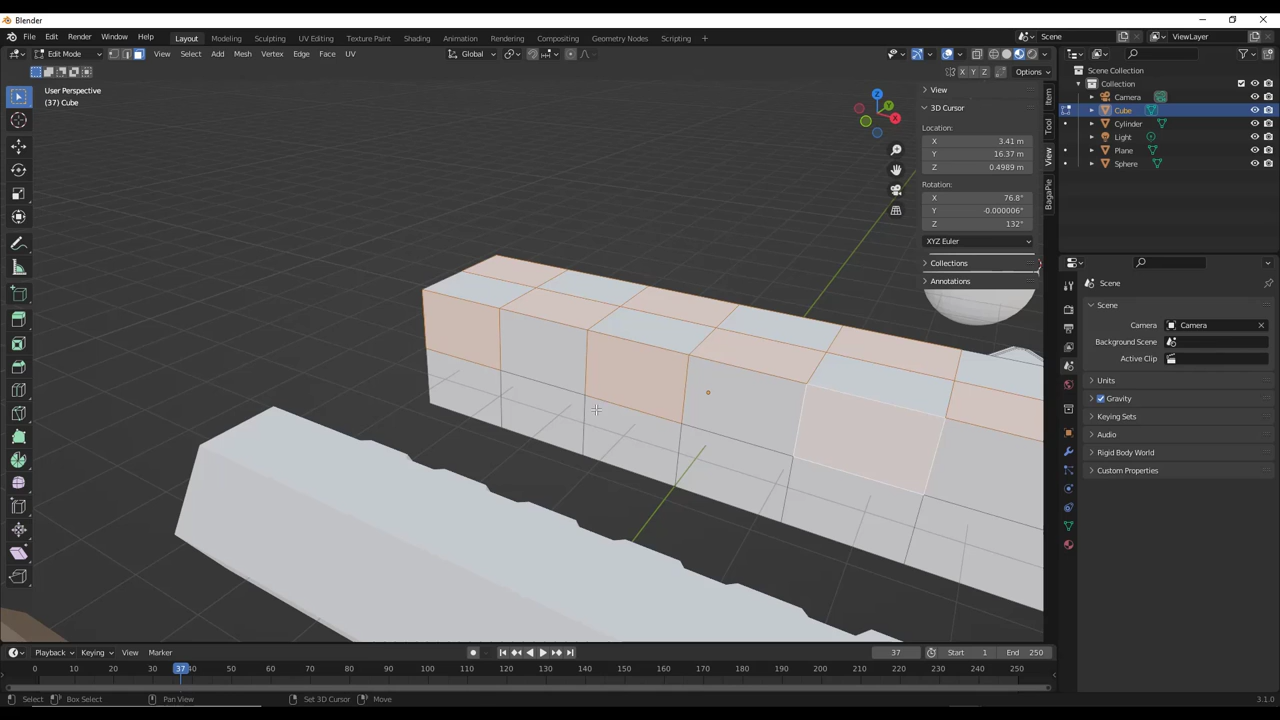 Blender
File Edit Render Window Help Layout Modeling Sculpting UV Editing Texture Paint Shading Animation Rendering Compositing Geometry Nodes Scripting + Scene ViewLayer
Edit Mode View Select Add Mesh Vertex Edge Face UV Global
X Y Z Options
User Perspective
(37) Cube
Z
Y
X
View
3D Cursor
Location:
X 3.41 m
Y 16.37 m
Z 0.4989 m
Rotation:
X 76.8°
Y -0.000006°
Z 132°
XYZ Euler
Collections
Annotations
Item
Tool
View
BagaPie
Scene Collection
Collection
Camera
Cube
Cylinder
Light
Plane
Sphere
Scene
Scene
Camera Camera
Background Scene
Active Clip
Units
Gravity
Keying Sets
Audio
Rigid Body World
Custom Properties
Playback Keying View Marker 37 Start 1 End 250
0 10 20 30 37 40 50 60 70 80 90 100 110 120 130 140 150 160 170 180 190 200 210 220 230 240 250
Select Box Select Pan View Set 3D Cursor Move 3.1.0